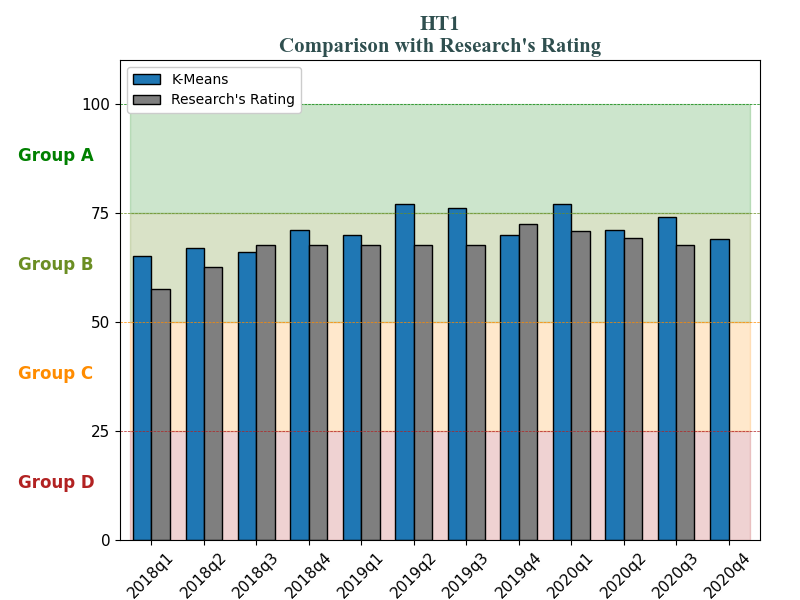 HT1
Comparison with Research's Rating
K-Means
Research's Rating
100
Group A
75
Group B
50
Group C
25
Group D
0
2018q1
2018q2
2018q3
2018q4
2019q1
2019q2
2019q3
2019q4
2020q1
2020q2
2020q3
2020q4